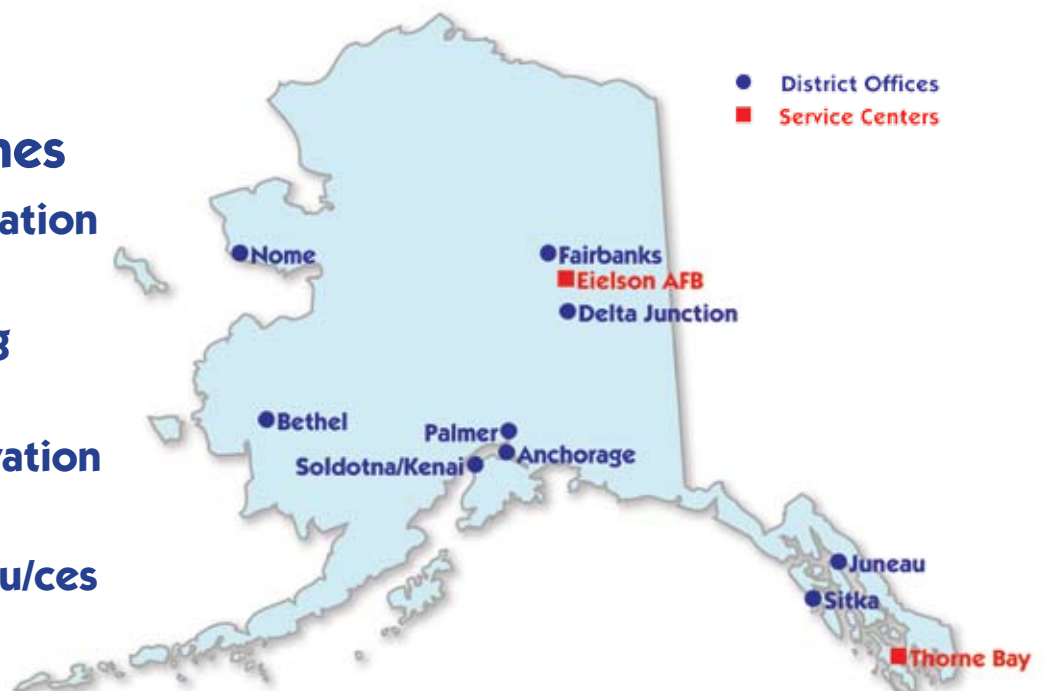 District Offices
Service Centers
nes
ation
Nome
Fairbanks
Eielson AFB
Delta Junction
g
Bethel
Palmer
Anchorage
Soldotna/Kenai
vation
u/ces
Juneau
Sitka
Thorne Bay